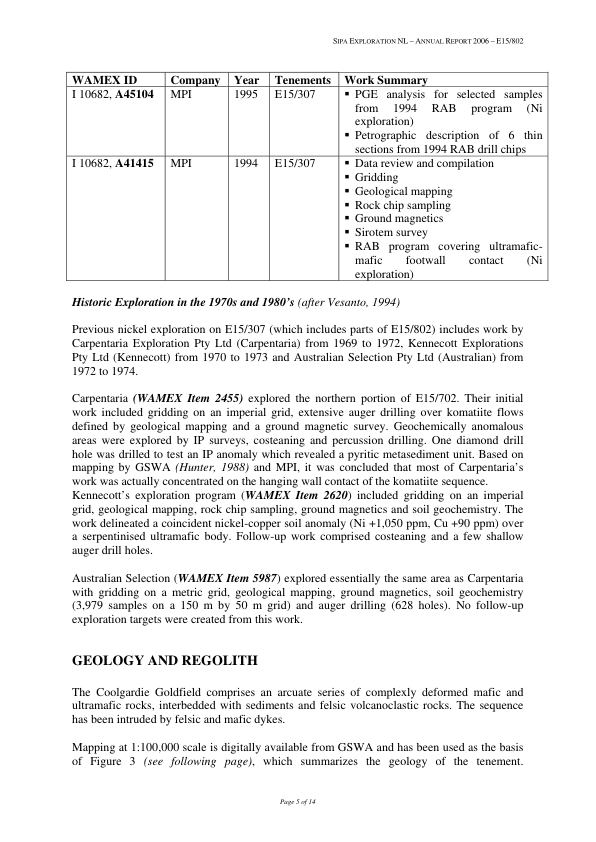 SIPA EXPLORATION NL – ANNUAL REPORT 2006 – E15/802
WAMEX ID Company Year Tenements Work Summary
I 10682, A45104 MPI 1995 E15/307 ▪ PGE analysis for selected samples
from 1994 RAB program (Ni
exploration)
▪ Petrographic description of 6 thin
sections from 1994 RAB drill chips
I 10682, A41415 MPI 1994 E15/307 ▪ Data review and compilation
▪ Gridding
▪ Geological mapping
▪ Rock chip sampling
▪ Ground magnetics
▪ Sirotem survey
▪ RAB program covering ultramafic-
mafic footwall contact (Ni
exploration)
Historic Exploration in the 1970s and 1980’s (after Vesanto, 1994)
Previous nickel exploration on E15/307 (which includes parts of E15/802) includes work by
Carpentaria Exploration Pty Ltd (Carpentaria) from 1969 to 1972, Kennecott Explorations
Pty Ltd (Kennecott) from 1970 to 1973 and Australian Selection Pty Ltd (Australian) from
1972 to 1974.
Carpentaria (WAMEX Item 2455) explored the northern portion of E15/702. Their initial
work included gridding on an imperial grid, extensive auger drilling over komatiite flows
defined by geological mapping and a ground magnetic survey. Geochemically anomalous
areas were explored by IP surveys, costeaning and percussion drilling. One diamond drill
hole was drilled to test an IP anomaly which revealed a pyritic metasediment unit. Based on
mapping by GSWA (Hunter, 1988) and MPI, it was concluded that most of Carpentaria’s
work was actually concentrated on the hanging wall contact of the komatiite sequence.
Kennecott’s exploration program (WAMEX Item 2620) included gridding on an imperial
grid, geological mapping, rock chip sampling, ground magnetics and soil geochemistry. The
work delineated a coincident nickel-copper soil anomaly (Ni +1,050 ppm, Cu +90 ppm) over
a serpentinised ultramafic body. Follow-up work comprised costeaning and a few shallow
auger drill holes.
Australian Selection (WAMEX Item 5987) explored essentially the same area as Carpentaria
with gridding on a metric grid, geological mapping, ground magnetics, soil geochemistry
(3,979 samples on a 150 m by 50 m grid) and auger drilling (628 holes). No follow-up
exploration targets were created from this work.
GEOLOGY AND REGOLITH
The Coolgardie Goldfield comprises an arcuate series of complexly deformed mafic and
ultramafic rocks, interbedded with sediments and felsic volcanoclastic rocks. The sequence
has been intruded by felsic and mafic dykes.
Mapping at 1:100,000 scale is digitally available from GSWA and has been used as the basis
of Figure 3 (see following page), which summarizes the geology of the tenement.
Page 5 of 14